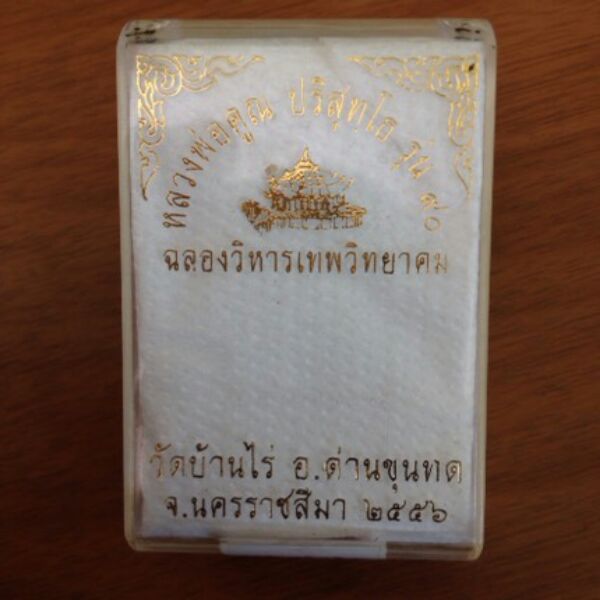 หลวงพ่อคูณ ปริสุทโธ รุ่น ๙๐
ฉลองวิหารเทพวิทยาคม
วัดบ้านไร่ อ.ด่านขุนทด
จ.นครราชสีมา ๒๕๕๖